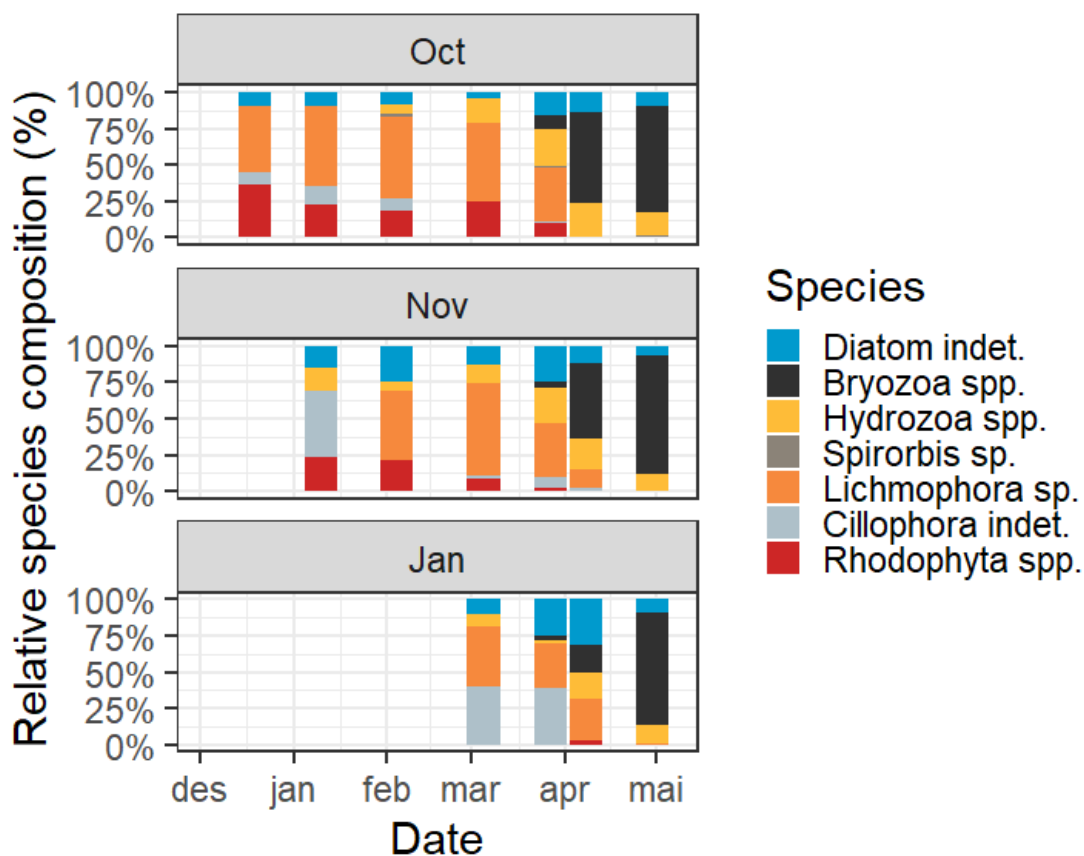 Relative species composition (%)
Oct
100%
75%
50%
25%
0%
Nov
100%
75%
50%
25%
0%
Jan
100%
75%
50%
25%
0%
des jan feb mar apr mai
Date
Species
Diatom indet.
Bryozoa spp.
Hydrozoa spp.
Spirorbis sp.
Lichmophora sp.
Cillophora indet.
Rhodophyta spp.